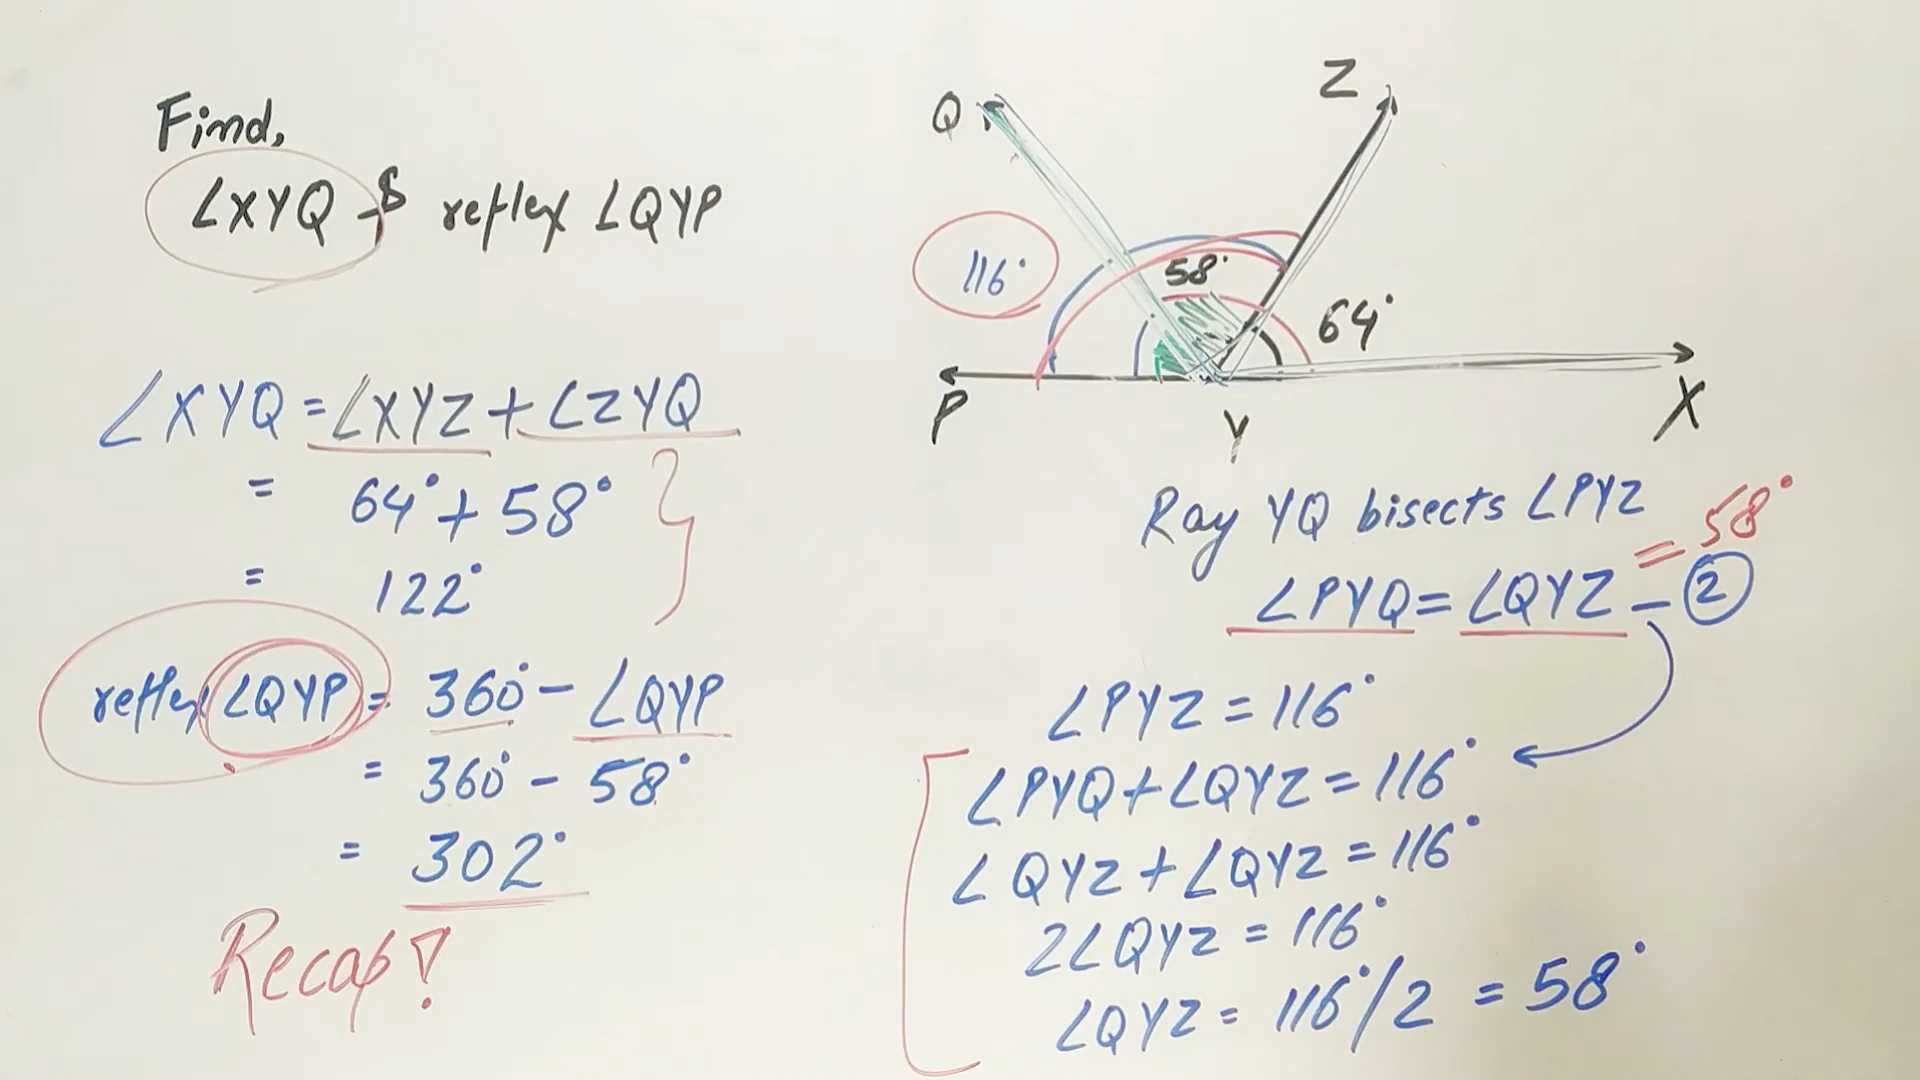 Find,
∠XYQ & reflex ∠QYP
∠XYQ = ∠XYZ + ∠ZYQ
= 64° + 58°
= 122°
reflex ∠QYP = 360° - ∠QYP
= 360° - 58°
= 302°
Recap!
Q
Z
116°
58°
64°
P
Y
X
Ray YQ bisects ∠PYZ
= 58°
∠PYQ = ∠QYZ - ②
∠PYZ = 116°
∠PYQ + ∠QYZ = 116°
∠QYZ + ∠QYZ = 116°
2∠QYZ = 116°
∠QYZ = 116°/2 = 58°